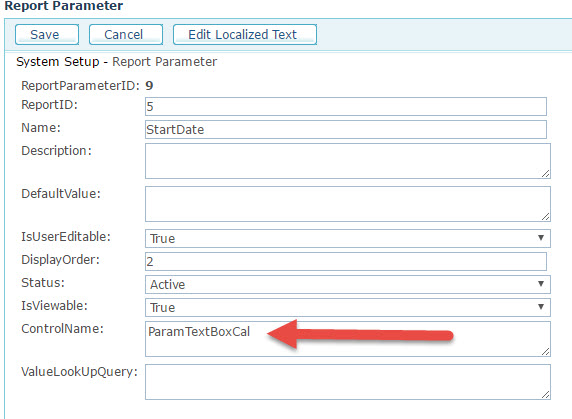 Report Parameter
Save Cancel Edit Localized Text
System Setup - Report Parameter
ReportParameterID: 9
ReportID: 5
Name: StartDate
Description:
DefaultValue:
IsUserEditable: True
DisplayOrder: 2
Status: Active
IsViewable: True
ControlName: ParamTextBoxCal
ValueLookUpQuery: